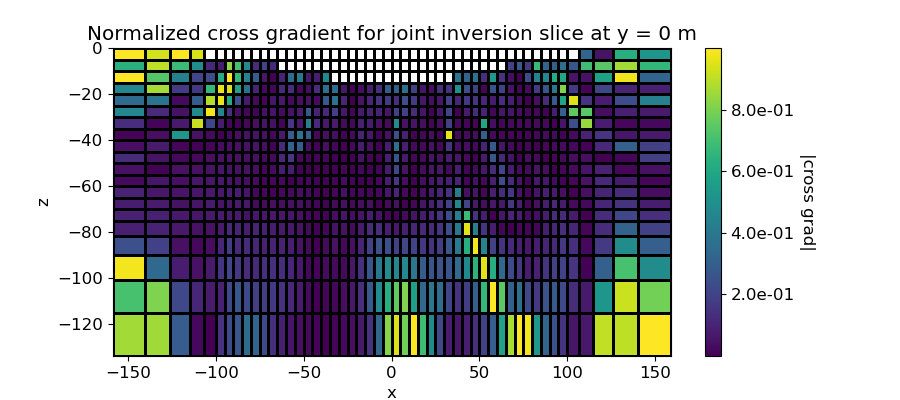 Normalized cross gradient for joint inversion slice at y = 0 m
0
−20
−40
−60
−80
−100
−120
z
−150
−100
−50
0
50
100
150
x
8.0e-01
6.0e-01
4.0e-01
2.0e-01
|cross grad|